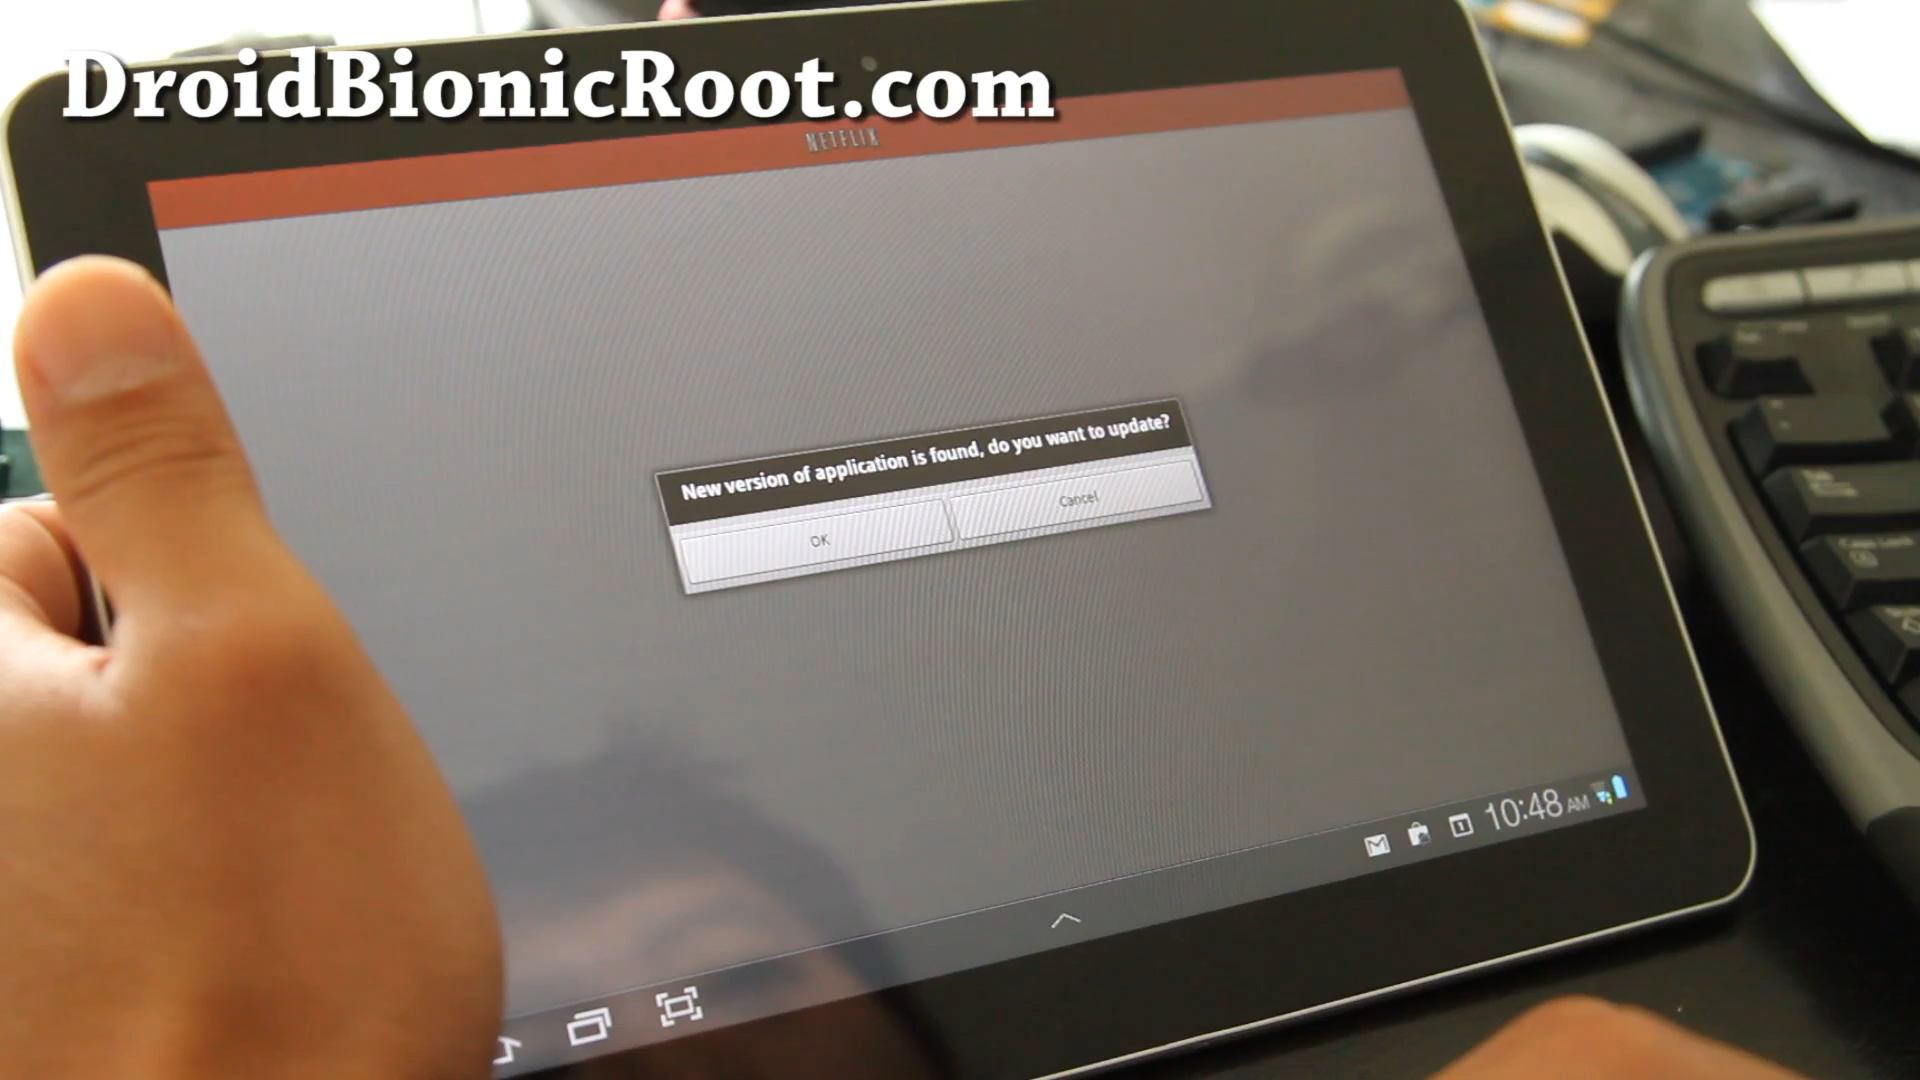 DroidBionicRoot.com
NETFLIX
New version of application is found, do you want to update?
OK
Cancel
10:48 AM